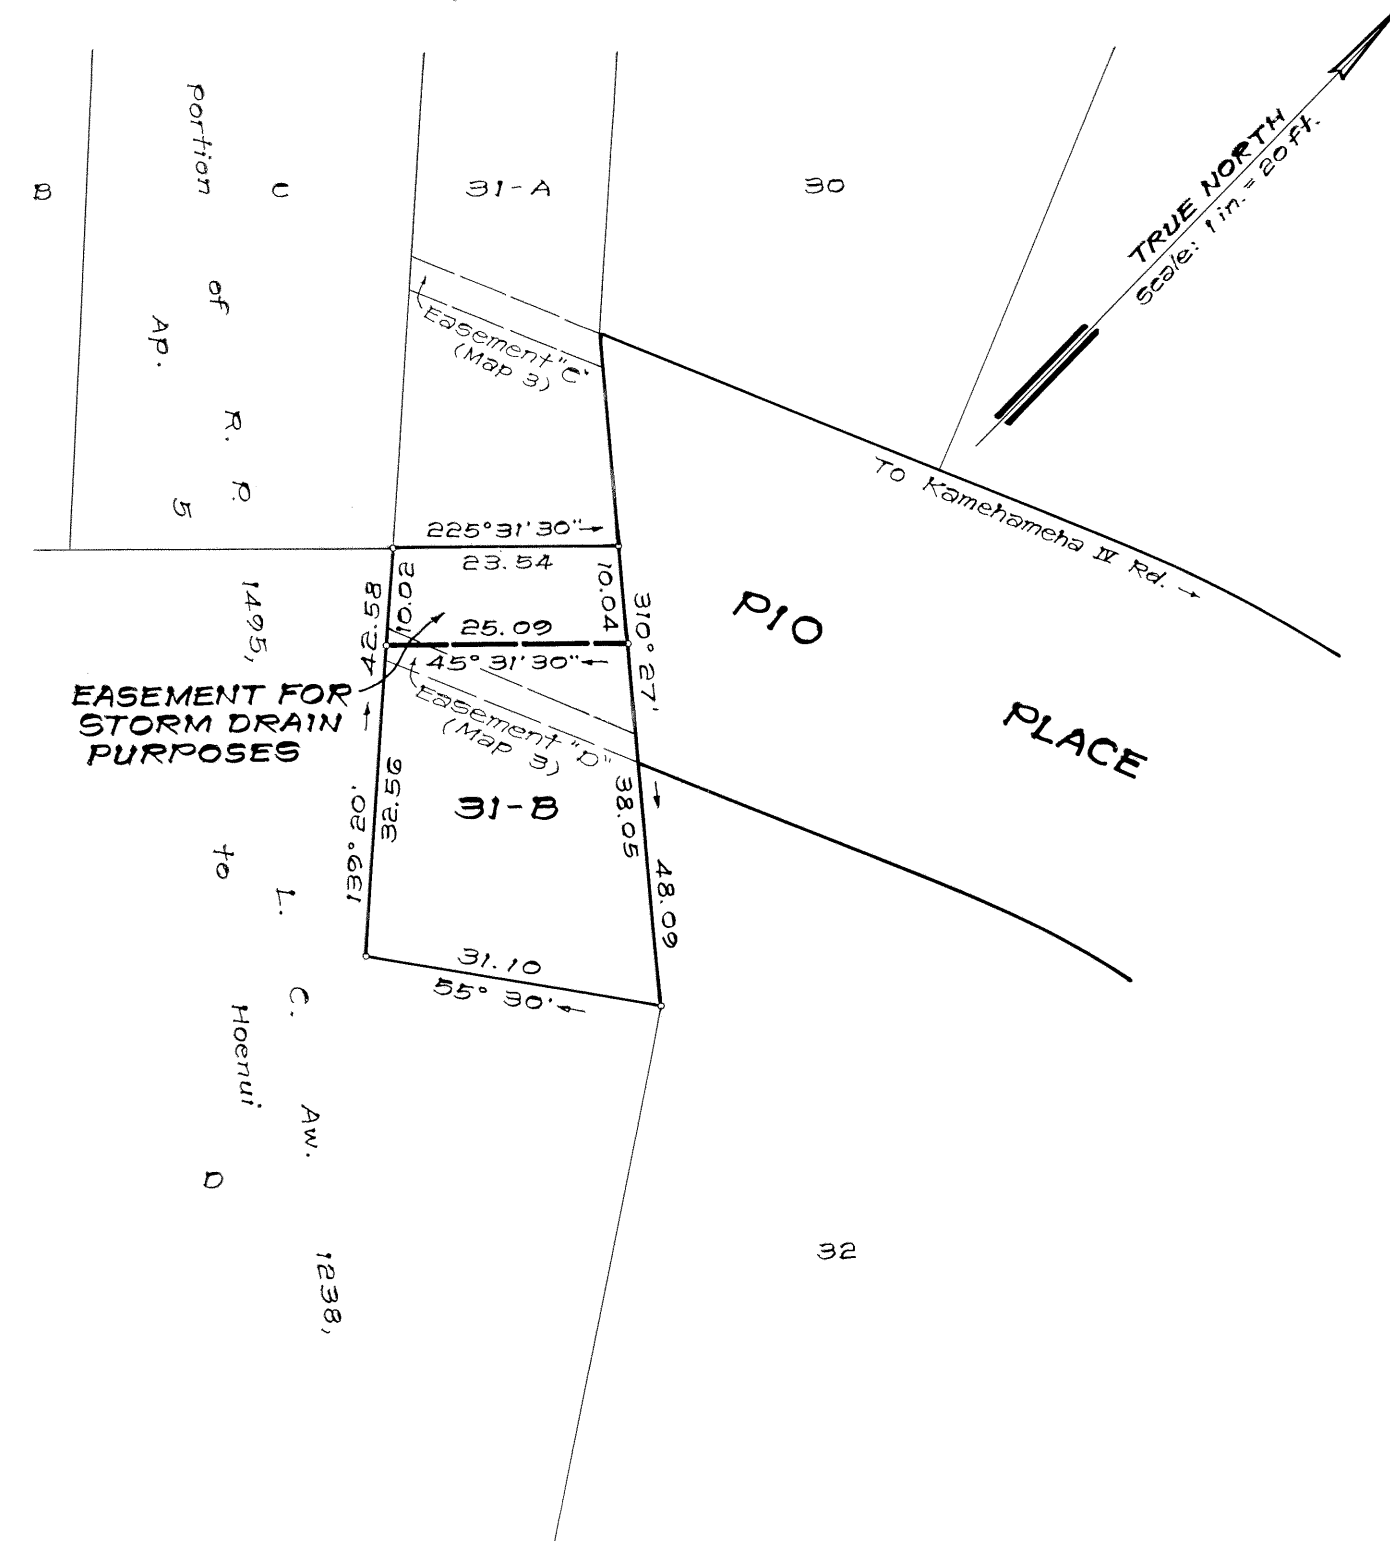 B
C
31-A
30
TRUE NORTH
Scale: 1 in. = 20 ft.
Portion of R. P.
Ap. 5
1495,
to
L. C. Aw. 1238,
Hoenui
D
Easement "C"
(Map 3)
To Kamehameha IV Rd.
225° 31' 30"
23.54
10.02
42.58
10.04
310° 27'
25.09
45° 31' 30"
EASEMENT FOR
STORM DRAIN
PURPOSES
Easement "D"
(Map 3)
31-B
32.56
139° 02'
38.05
48.09
31.10
55° 30'
PIO PLACE
32